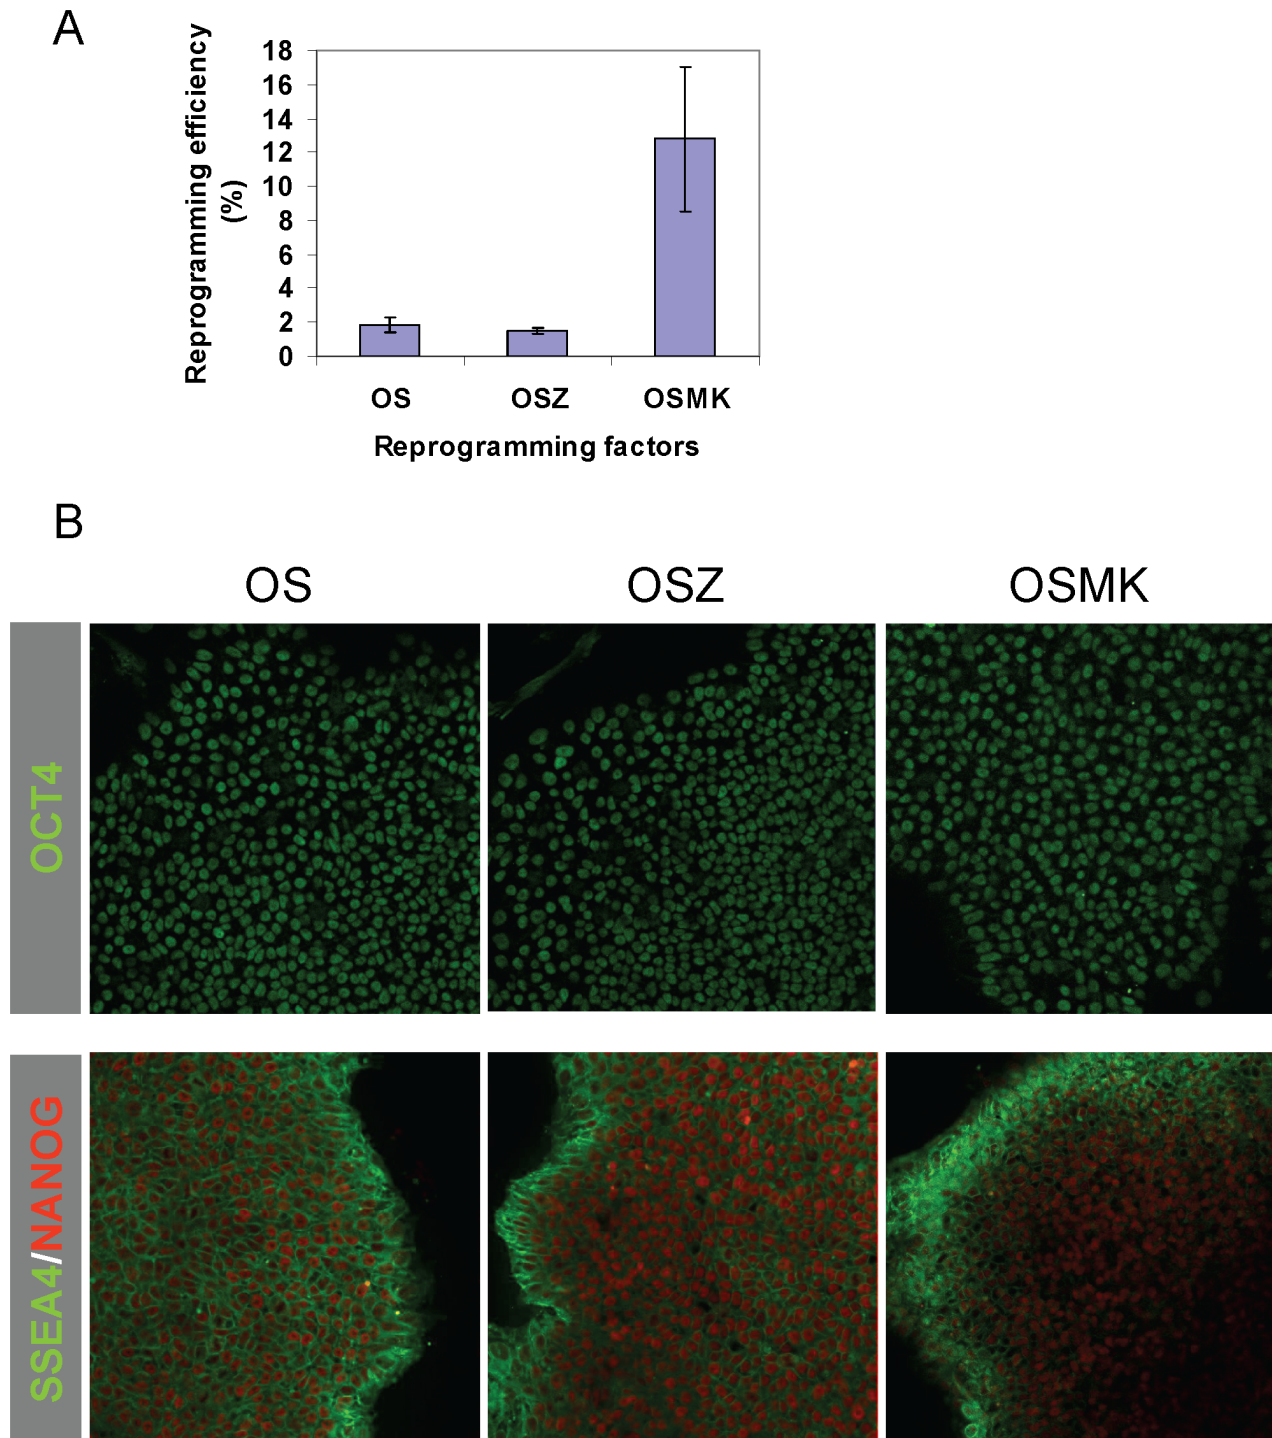 A
Reprogramming efficiency
(%)
18
16
14
12
10
8
6
4
2
0
OS OSZ OSMK
Reprogramming factors
B
OS OSZ OSMK
OCT4
SSEA4/NANOG